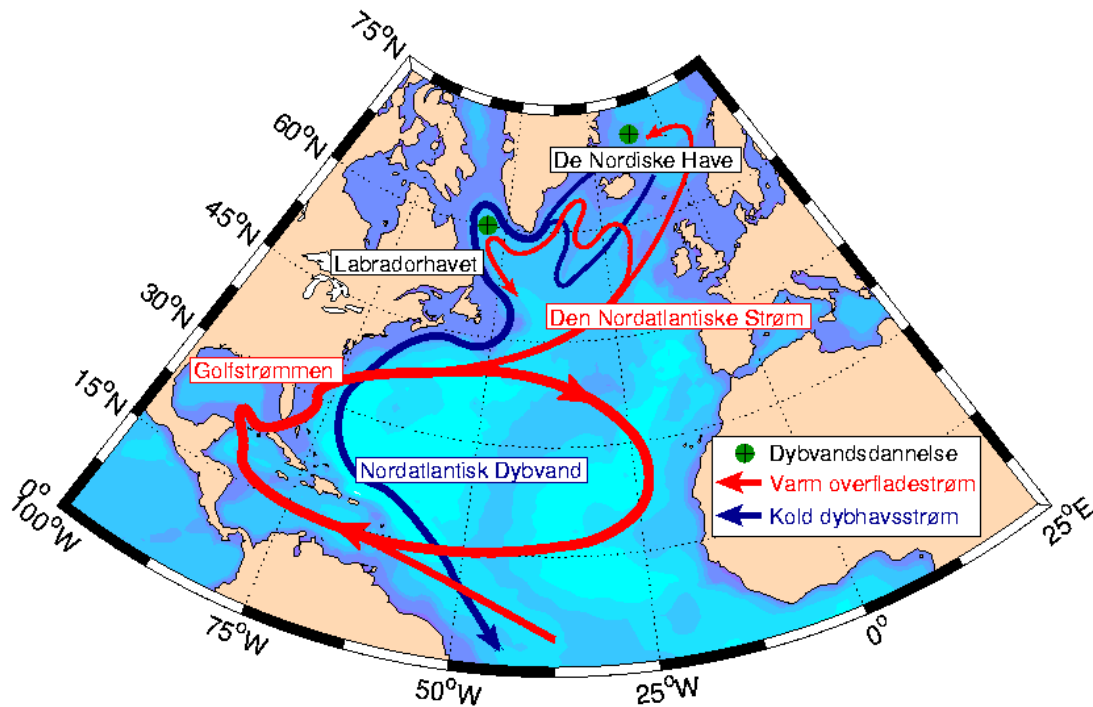 75°N
60°N
45°N
30°N
15°N
0°
100°W
75°W
50°W
25°W
0°
25°E
De Nordiske Have
Labradorhavet
Den Nordatlantiske Strøm
Golfstrømmen
Nordatlantisk Dybvand
Dybvandsdannelse
Varm overfladestrøm
Kold dybhavsstrøm